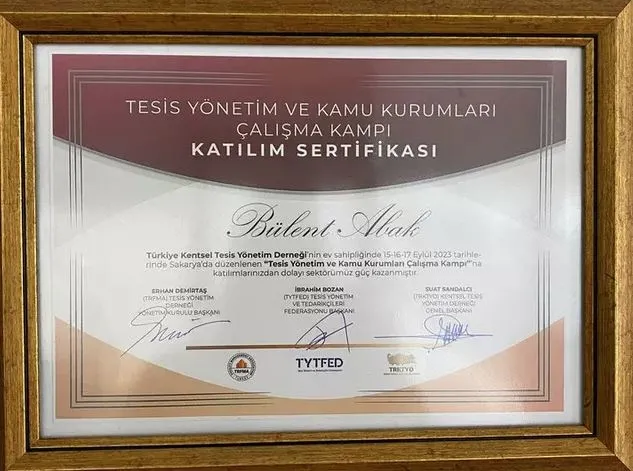 TESİS YÖNETİM VE KAMU KURUMLARI
ÇALIŞMA KAMPI
KATILIM SERTİFİKASI
Bülent Abak
Türkiye Kentsel Tesis Yönetim Derneği'nin ev sahipliğinde 15-16-17 Eylül 2023 tarihle-
rinde Sakarya'da düzenlenen "Tesis Yönetim ve Kamu Kurumları Çalışma Kampı"na
katılımlarınızdan dolayı sektörümüz güç kazanmıştır.
ERHAN DEMİRTAŞ
(TRFMA) TESİS YÖNETİM
DERNEĞİ
YÖNETİM KURULU BAŞKANI
İBRAHİM BOZAN
(TYTFED) TESİS YÖNETİM
VE TEDARİKÇİLERİ
FEDERASYONU BAŞKANI
SUAT SANDALCI
(TRKTYD) KENTSEL TESİS
YÖNETİM DERNEĞİ
GENEL BAŞKANI
TRFMA
TYTFED
TRKTYD